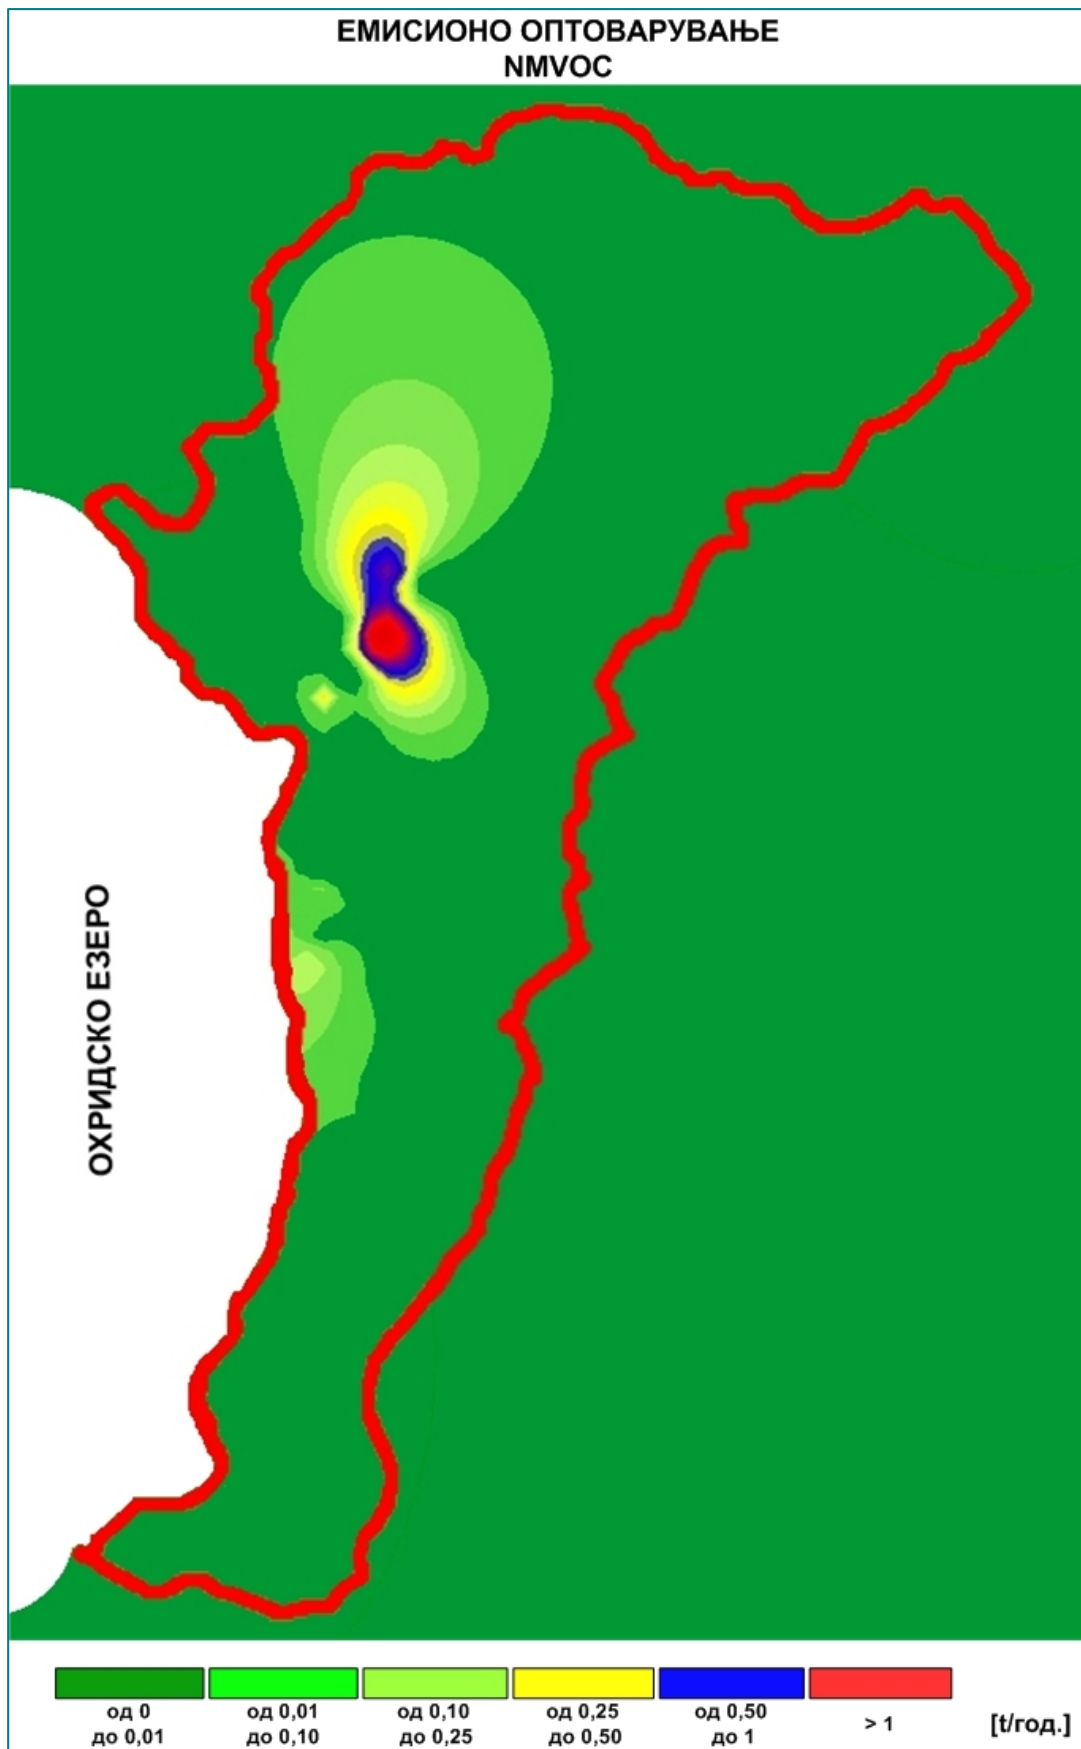 ЕМИСИОНО ОПТОВАРУВАЊЕ
NMVOC
ОХРИДСКО ЕЗЕРО
од 0
до 0,01
од 0,01
до 0,10
од 0,10
до 0,25
од 0,25
до 0,50
од 0,50
до 1
> 1
[t/год.]